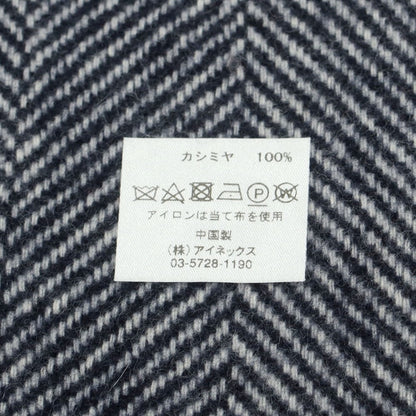 カシミヤ 100%
P W
アイロンは当て布を使用
中国製
(株) アイネックス
03-5728-1190